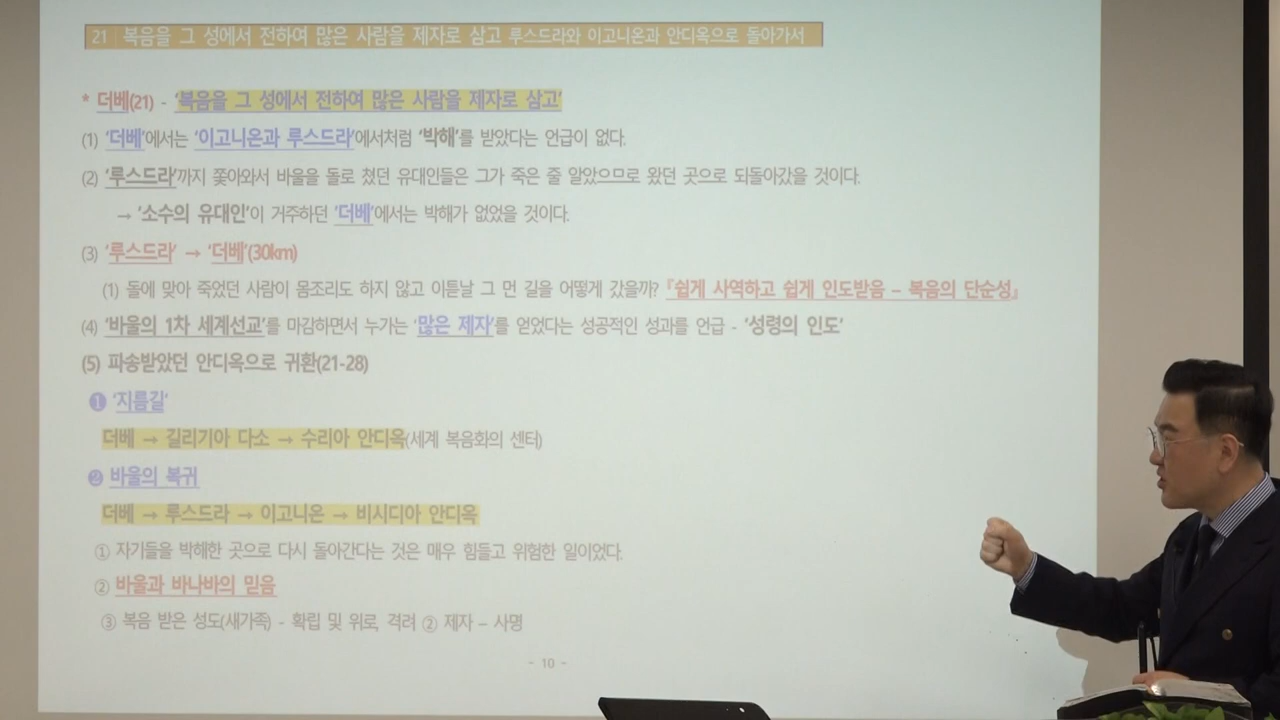 21 복음을 그 성에서 전하여 많은 사람을 제자로 삼고 루스드라와 이고니온과 안디옥으로 돌아가서
* 더베(21) - '복음을 그 성에서 전하여 많은 사람을 제자로 삼고'
(1) '더베'에서는 '이고니온과 루스드라'에서처럼 '박해'를 받았다는 언급이 없다.
(2) '루스드라'까지 쫓아와서 바울을 돌로 쳤던 유대인들은 그가 죽은 줄 알았으므로 왔던 곳으로 되돌아갔을 것이다.
→ '소수의 유대인'이 거주하던 '더베'에서는 박해가 없었을 것이다.
(3) '루스드라' → '더베'(30km)
(1) 돌에 맞아 죽었던 사람이 몸조리도 하지 않고 이튿날 그 먼 길을 어떻게 갔을까? 『쉽게 사역하고 쉽게 인도받음 – 복음의 단순성』
(4) '바울의 1차 세계선교'를 마감하면서 누가는 '많은 제자'를 얻었다는 성공적인 성과를 언급 - '성령의 인도'
(5) 파송받았던 안디옥으로 귀환(21-28)
❶ '지름길'
더베 → 길리기아 다소 → 수리아 안디옥(세계 복음화의 센터)
❷ 바울의 복귀
더베 → 루스드라 → 이고니온 → 비시디아 안디옥
① 자기들을 박해한 곳으로 다시 돌아간다는 것은 매우 힘들고 위험한 일이었다.
② 바울과 바나바의 믿음
③ 복음 받은 성도(새가족) - 확립 및 위로, 격려 ② 제자 – 사명
- 10 -